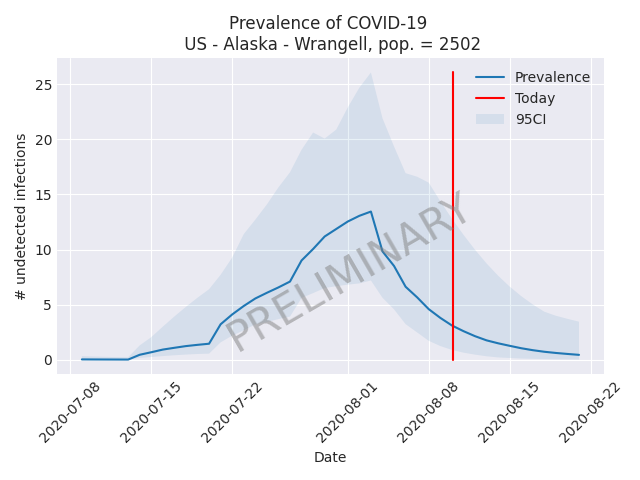 Prevalence of COVID-19
US - Alaska - Wrangell, pop. = 2502
# undetected infections
25
20
15
10
5
0
Prevalence
Today
95CI
PRELIMINARY
2020-07-08
2020-07-15
2020-07-22
2020-08-01
2020-08-08
2020-08-15
2020-08-22
Date